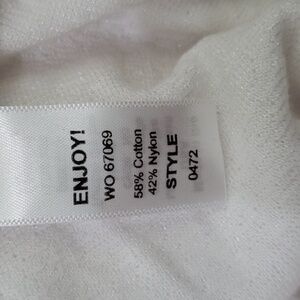 ENJOY!
WO 67069
58% Cotton
42% Nylon
STYLE
0472